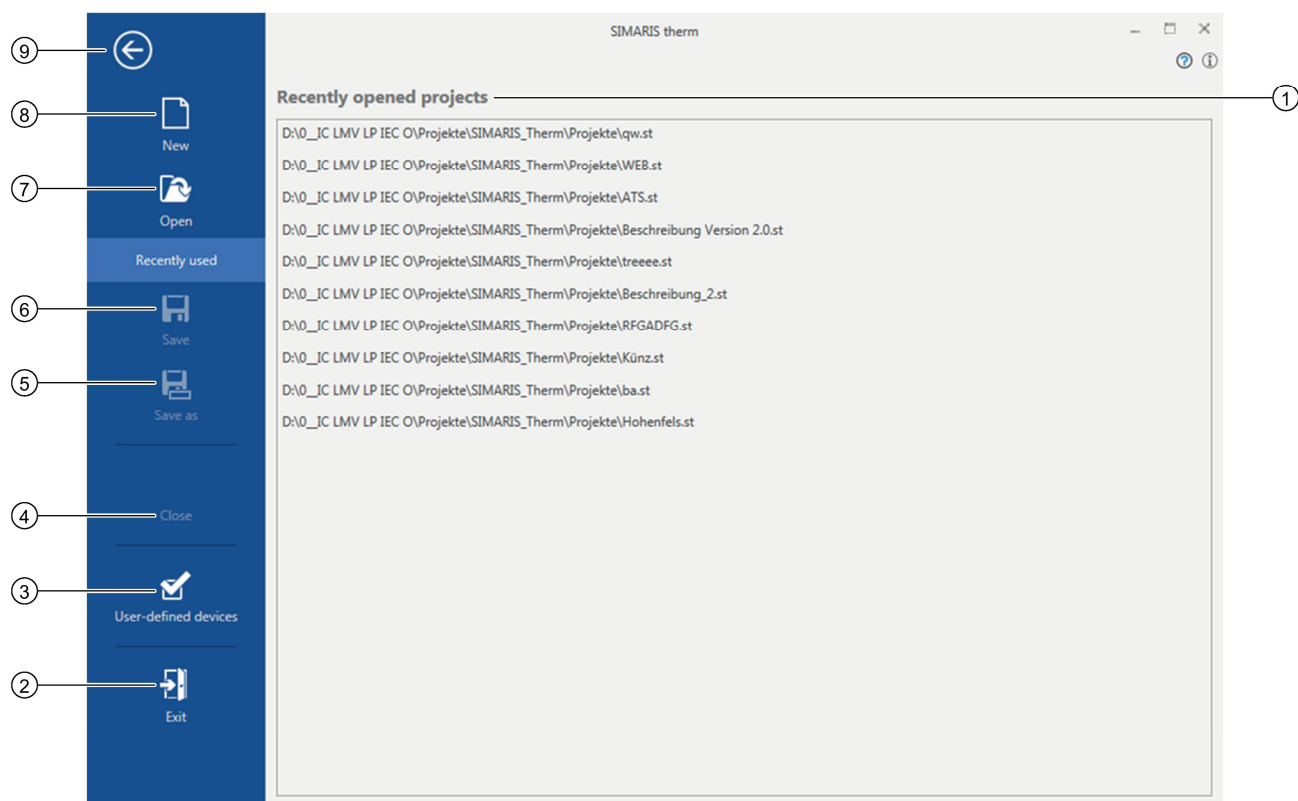 SIMARIS therm
9
8
New
7
Open
Recently used
6
Save
5
Save as
4
Close
3
User-defined devices
2
Exit
Recently opened projects
1
D:\0__IC LMV LP IEC O\Projekte\SIMARIS_Therm\Projekte\qw.st
D:\0__IC LMV LP IEC O\Projekte\SIMARIS_Therm\Projekte\WEB.st
D:\0__IC LMV LP IEC O\Projekte\SIMARIS_Therm\Projekte\ATS.st
D:\0__IC LMV LP IEC O\Projekte\SIMARIS_Therm\Projekte\Beschreibung Version 2.0.st
D:\0__IC LMV LP IEC O\Projekte\SIMARIS_Therm\Projekte\treeee.st
D:\0__IC LMV LP IEC O\Projekte\SIMARIS_Therm\Projekte\Beschreibung_2.st
D:\0__IC LMV LP IEC O\Projekte\SIMARIS_Therm\Projekte\RFGADFG.st
D:\0__IC LMV LP IEC O\Projekte\SIMARIS_Therm\Projekte\Künz.st
D:\0__IC LMV LP IEC O\Projekte\SIMARIS_Therm\Projekte\ba.st
D:\0__IC LMV LP IEC O\Projekte\SIMARIS_Therm\Projekte\Hohenfels.st